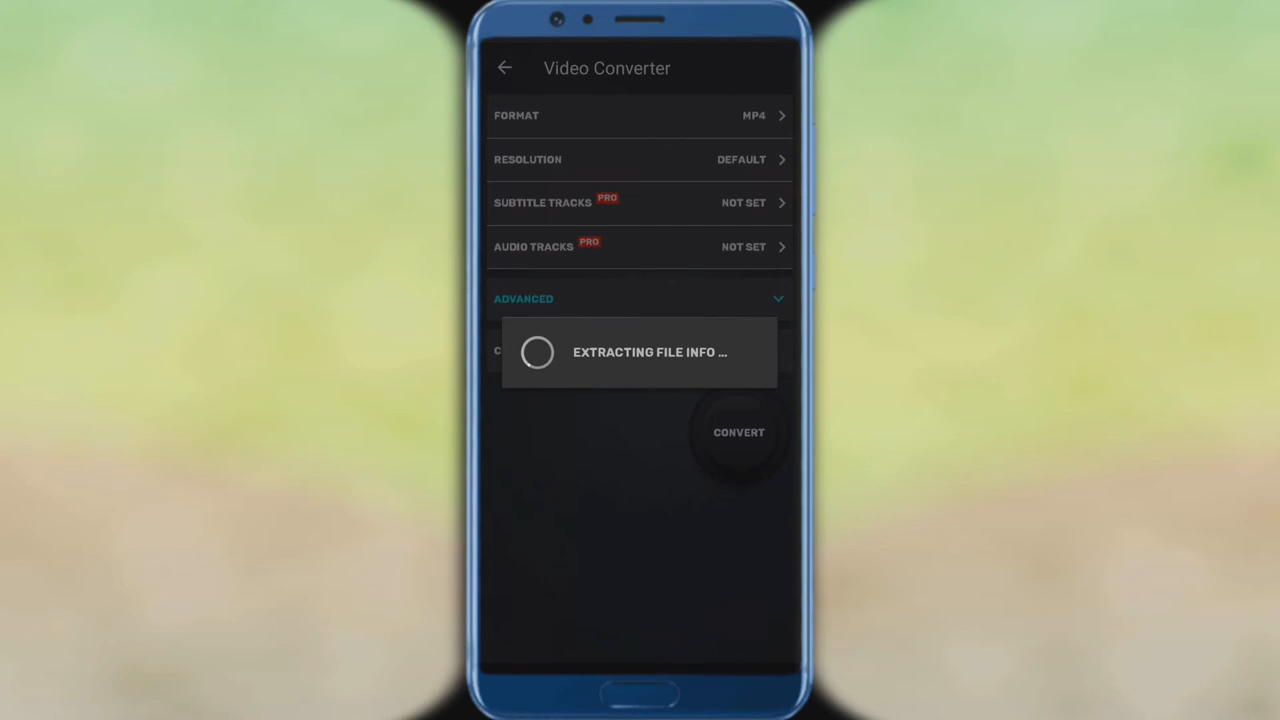 Video Converter
FORMAT MP4
RESOLUTION DEFAULT
SUBTITLE TRACKS PRO NOT SET
AUDIO TRACKS PRO NOT SET
ADVANCED
C
EXTRACTING FILE INFO ...
CONVERT